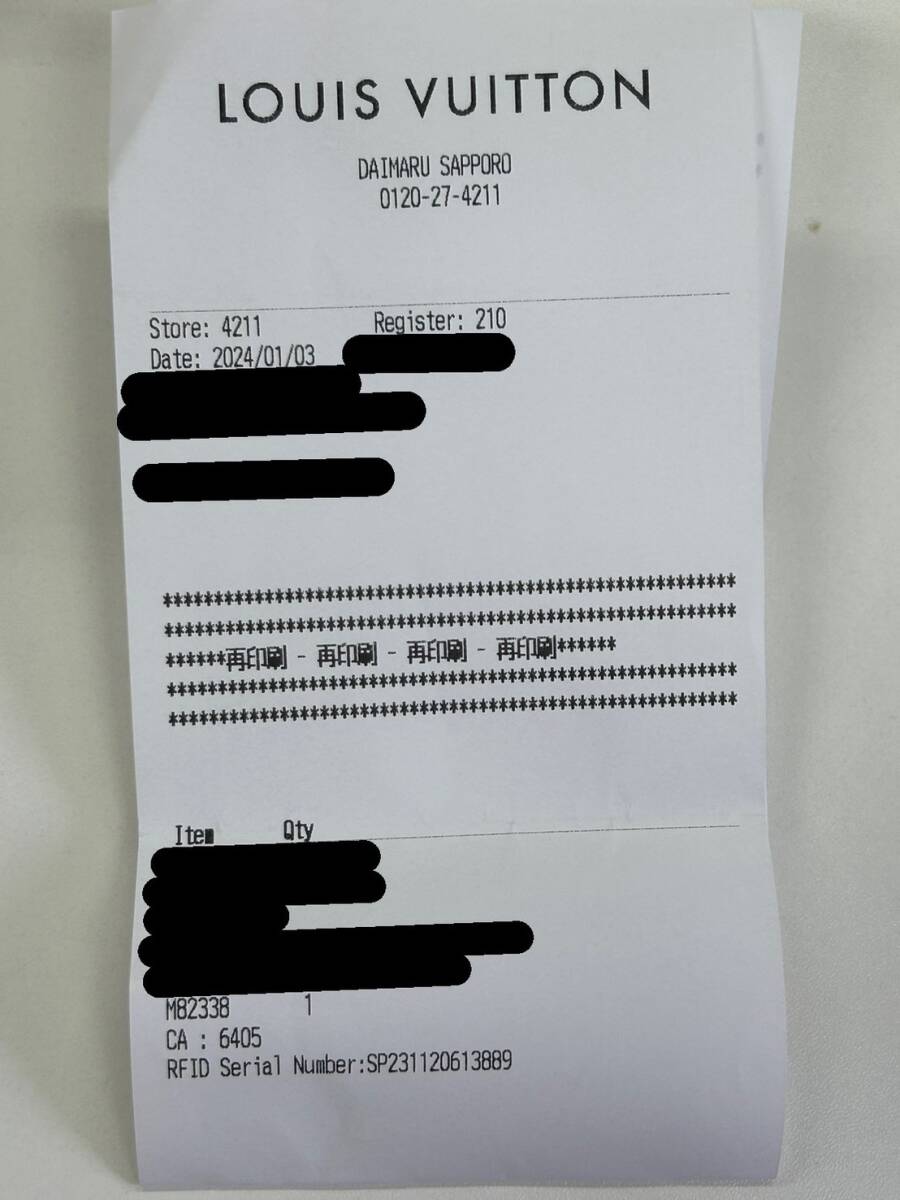 LOUIS VUITTON
DAIMARU SAPPORO
0120-27-4211
Store: 4211 Register: 210
Date: 2024/01/03
*********************************************************
*********************************************************
******再印刷 - 再印刷 - 再印刷 - 再印刷******
*********************************************************
*********************************************************
Item Qty
M82338 1
CA : 6405
RFID Serial Number:SP231120613889